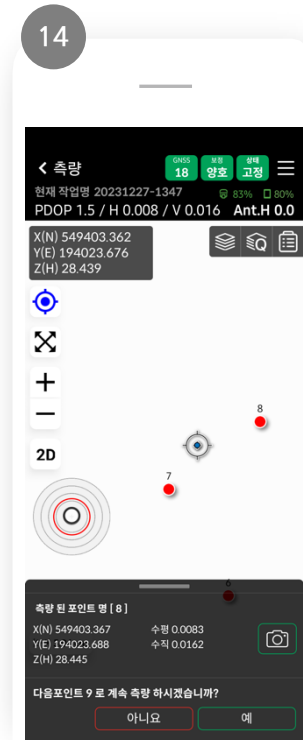 14
측량
GNSS 18 보정 양호 상태 고정
현재 작업명 20231227-1347 83% 80%
PDOP 1.5 / H 0.008 / V 0.016 Ant.H 0.0
X(N) 549403.362
Y(E) 194023.676
Z(H) 28.439
8
2D
7
6
측량 된 포인트 명 [ 8 ]
X(N) 549403.367 수평 0.0083
Y(E) 194023.688 수직 0.0162
Z(H) 28.445
다음포인트 9 로 계속 측량 하시겠습니까?
아니요 예